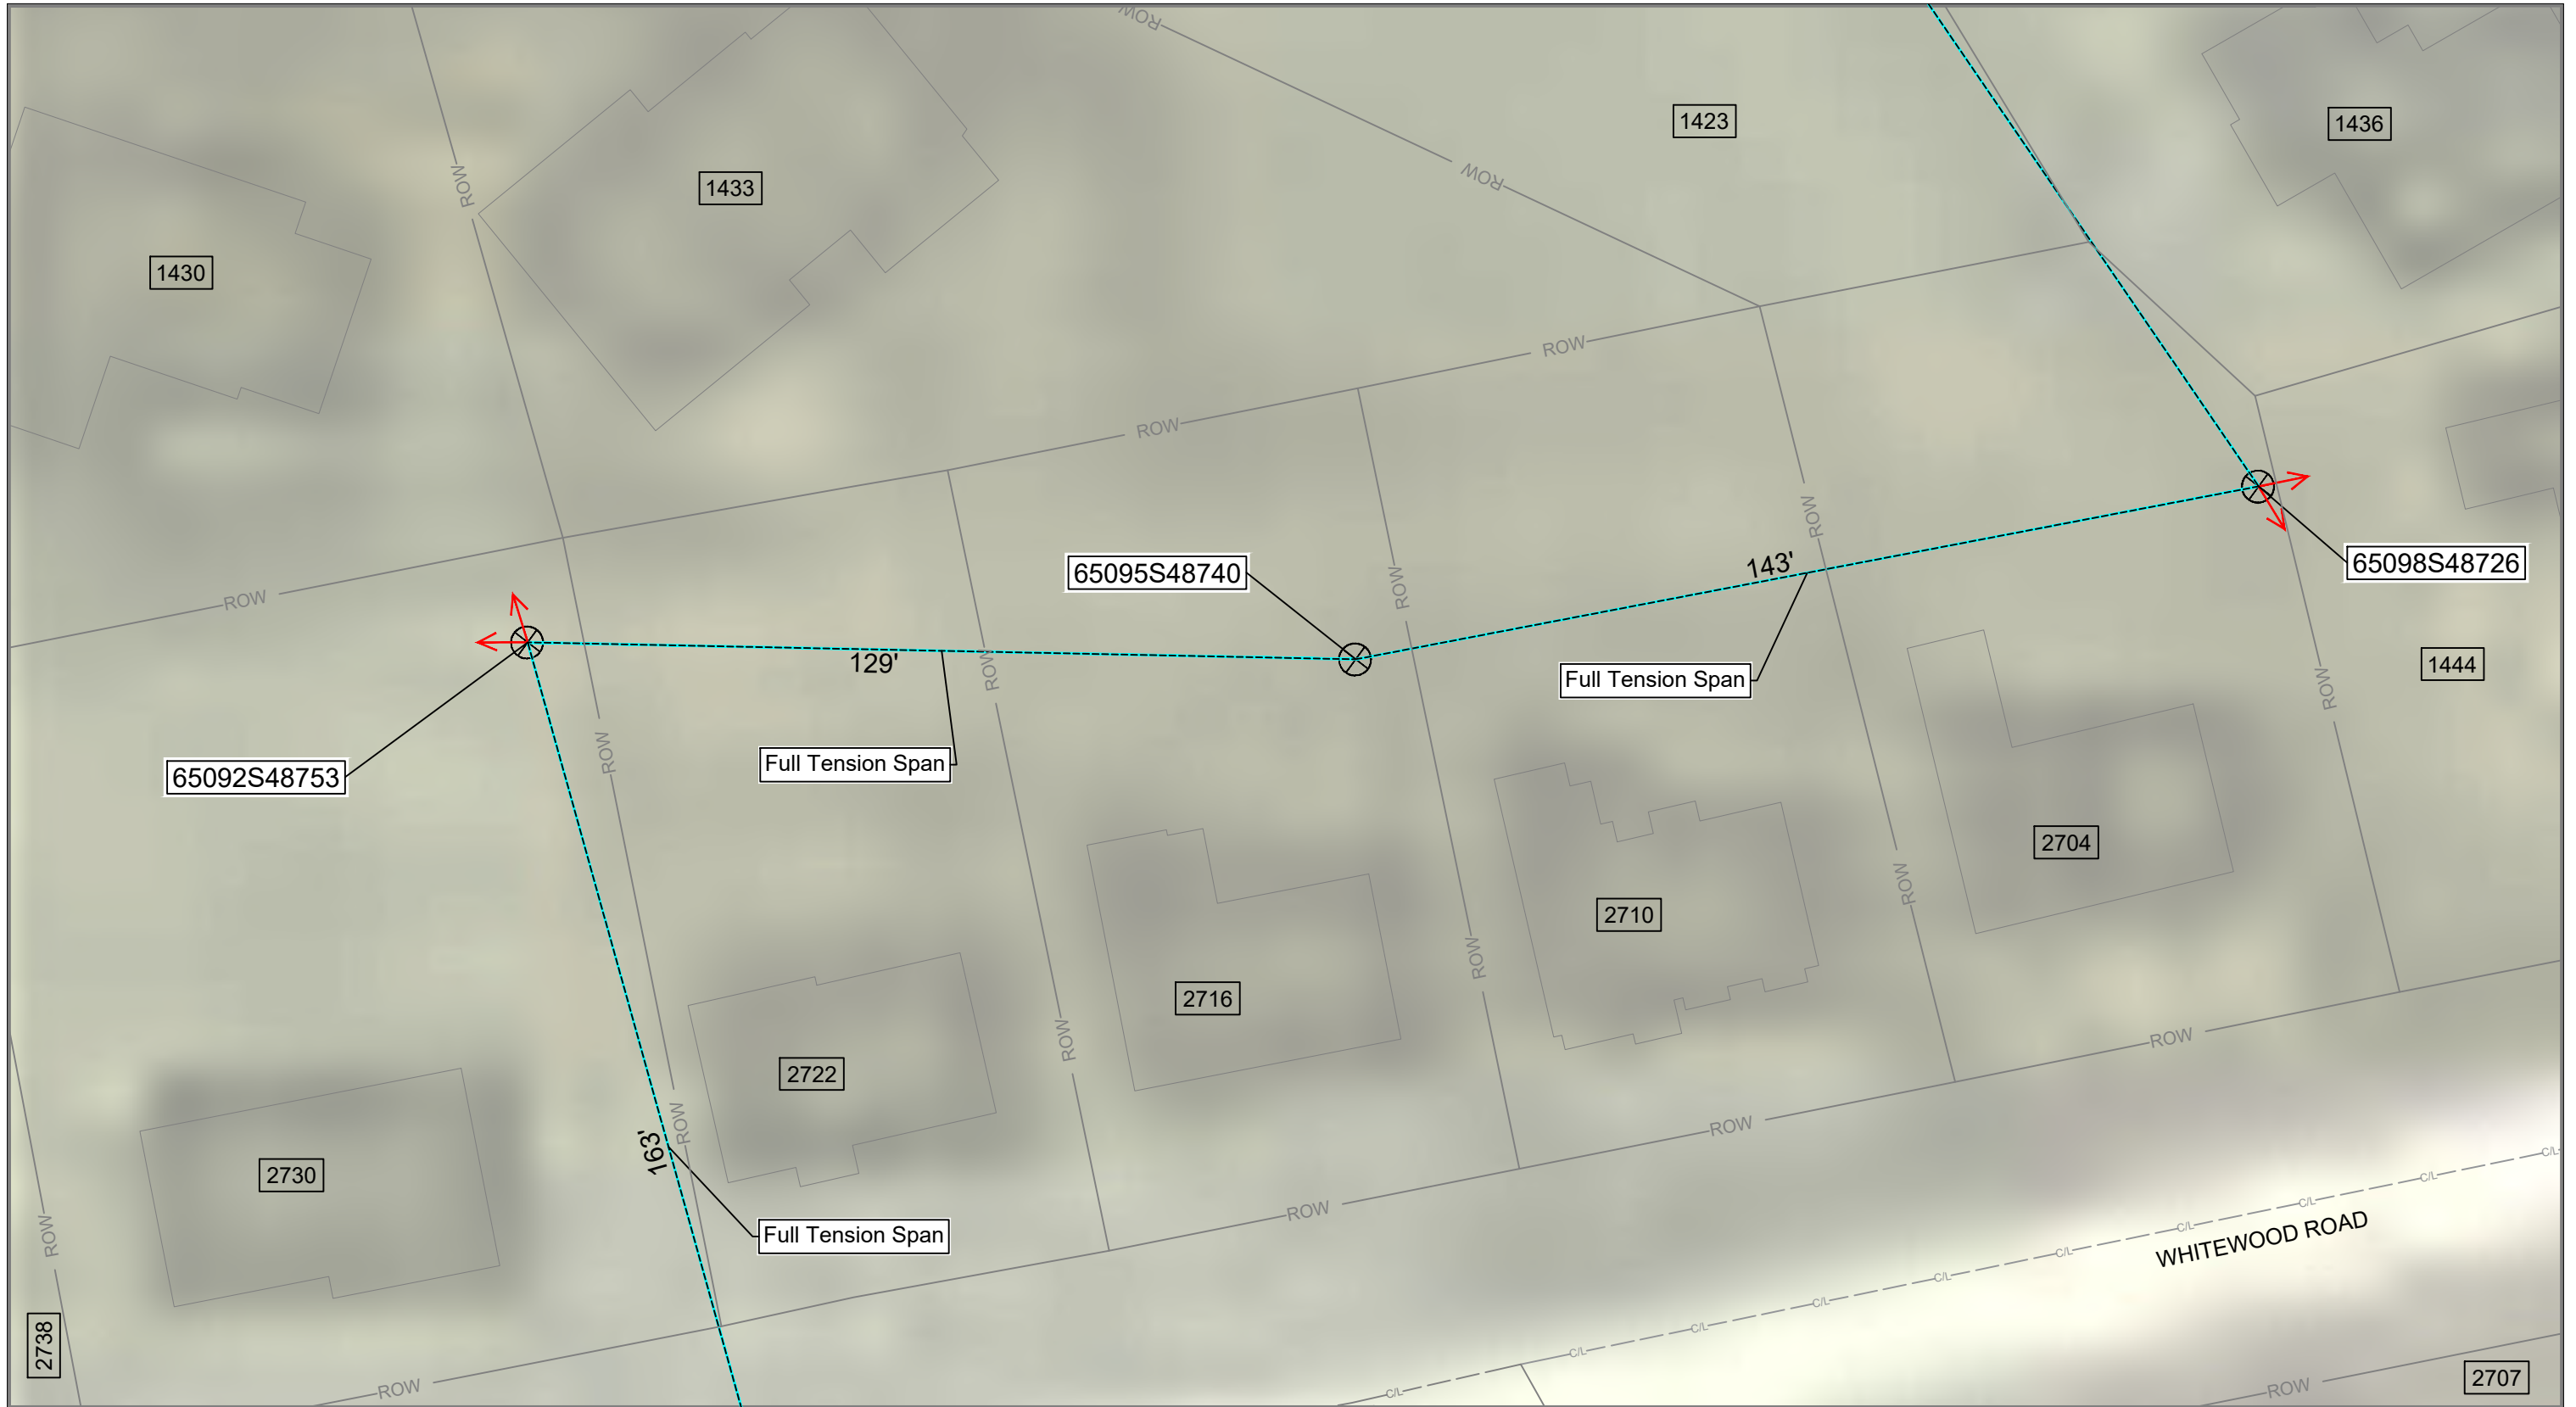 ROW
1423
1436
ROW
1433
ROW
1430
ROW
ROW
ROW
143'
65095S48740
65098S48726
ROW
ROW
ROW
129'
ROW
Full Tension Span
1444
ROW
Full Tension Span
65092S48753
ROW
2704
ROW
2710
ROW
2716
ROW
2722
ROW
163'
ROW
ROW
2730
ROW
ROW
Full Tension Span
C/L
C/L
C/L
C/L
C/L
C/L
C/L
C/L
C/L
C/L
WHITEWOOD ROAD
2738
ROW
ROW
2707